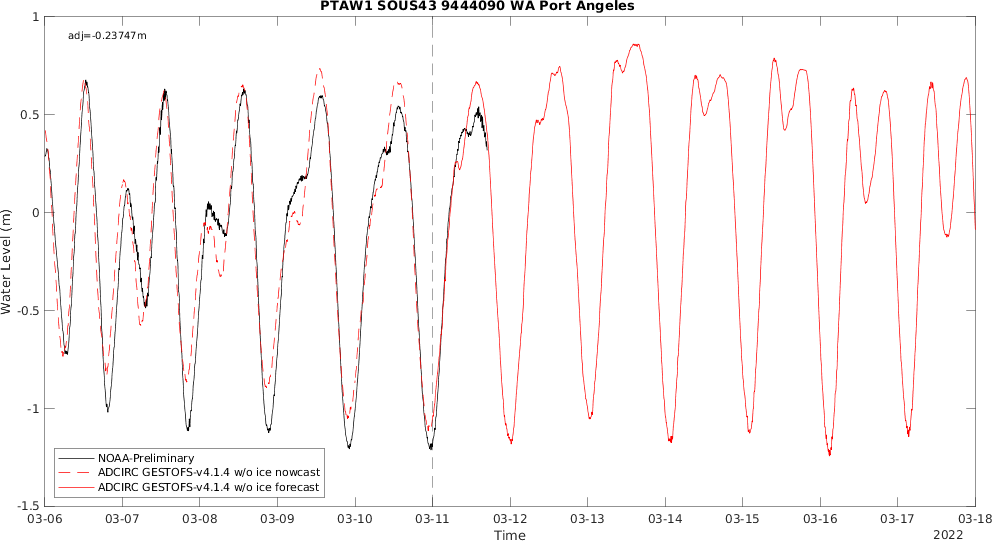 PTAW1 SOUS43 9444090 WA Port Angeles
adj=-0.23747m
1
0.5
0
-0.5
-1
-1.5
Water Level (m)
NOAA-Preliminary
ADCIRC GESTOFS-v4.1.4 w/o ice nowcast
ADCIRC GESTOFS-v4.1.4 w/o ice forecast
03-06 03-07 03-08 03-09 03-10 03-11 03-12 03-13 03-14 03-15 03-16 03-17 03-18
Time
2022